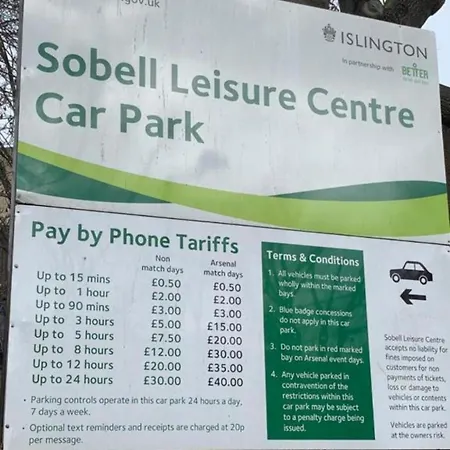 gov.uk
ISLINGTON
In partnership with BETTER
Sobell Leisure Centre
Car Park
Pay by Phone Tariffs
Non match days
Arsenal match days
Up to 15 mins £0.50 £0.50
Up to 1 hour £2.00 £2.00
Up to 90 mins £3.00 £3.00
Up to 3 hours £5.00 £15.00
Up to 5 hours £7.50 £20.00
Up to 8 hours £12.00 £30.00
Up to 12 hours £20.00 £35.00
Up to 24 hours £30.00 £40.00
• Parking controls operate in this car park 24 hours a day,
7 days a week.
• Optional text reminders and receipts are charged at 20p
per message.
Terms & Conditions
1. All vehicles must be parked
wholly within the marked
bays.
2. Blue badge concessions
do not apply in this car
park.
3. Do not park in red marked
bay on Arsenal event days.
4. Any vehicle parked in
contravention of the
restrictions within this
car park may be subject
to a penalty charge being
issued.
Sobell Leisure Centre
accepts no liability for
fines imposed on
customers for non
payments of tickets,
loss or damage to
vehicles or contents
within this car park.
Vehicles are parked
at the owners risk.